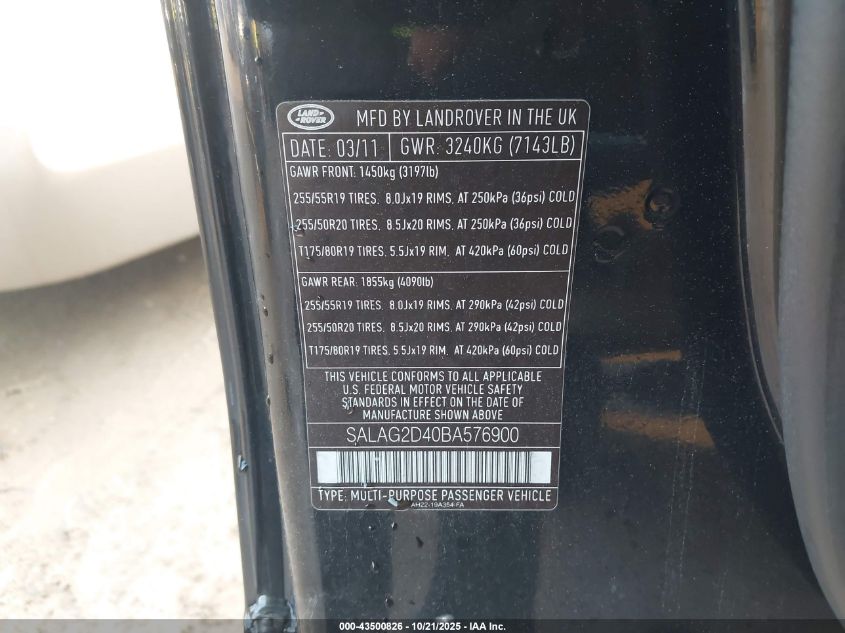 LAND-
ROVER
MFD BY LANDROVER IN THE UK
DATE: 03/11 GWR: 3240KG (7143LB)
GAWR FRONT: 1450kg (3197lb)
255/55R19 TIRES, 8.0Jx19 RIMS, AT 250kPa (36psi) COLD
255/50R20 TIRES, 8.5Jx20 RIMS, AT 250kPa (36psi) COLD
T175/80R19 TIRES, 5.5Jx19 RIM, AT 420kPa (60psi) COLD
GAWR REAR: 1855kg (4090lb)
255/55R19 TIRES, 8.0Jx19 RIMS, AT 290kPa (42psi) COLD
255/50R20 TIRES, 8.5Jx20 RIMS, AT 290kPa (42psi) COLD
T175/80R19 TIRES, 5.5Jx19 RIM, AT 420kPa (60psi) COLD
THIS VEHICLE CONFORMS TO ALL APPLICABLE
U.S. FEDERAL MOTOR VEHICLE SAFETY
STANDARDS IN EFFECT ON THE DATE OF
MANUFACTURE SHOWN ABOVE
SALAG2D40BA576900
TYPE: MULTI-PURPOSE PASSENGER VEHICLE
AH22-19A354-FA
000-43500826 - 10/21/2025 - IAA Inc.